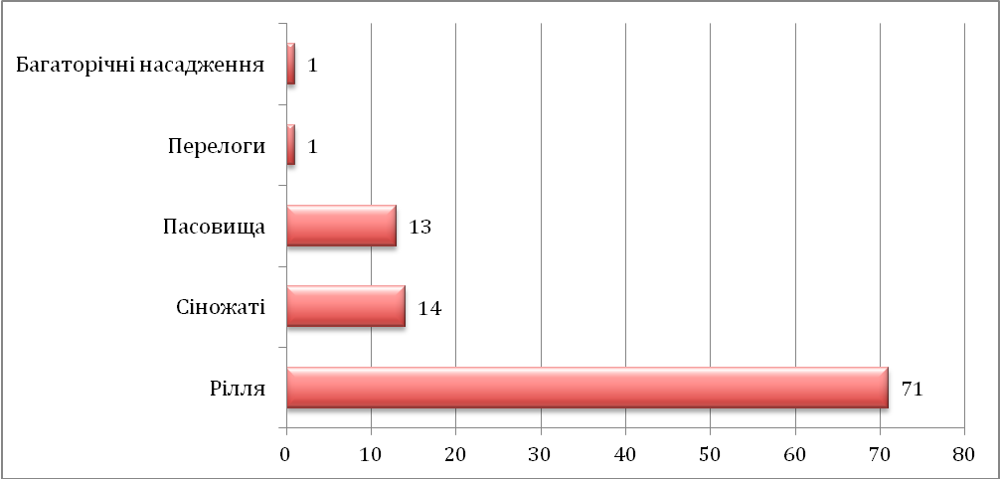 Багаторічні насадження 1
Перелоги 1
Пасовища 13
Сіножаті 14
Рілля 71
0 10 20 30 40 50 60 70 80